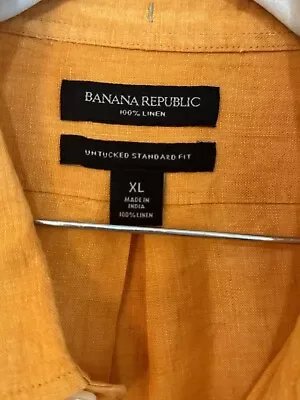 BANANA REPUBLIC
100% LINEN
UNTUCKED STANDARD FIT
XL
MADE IN
INDIA
100% LINEN